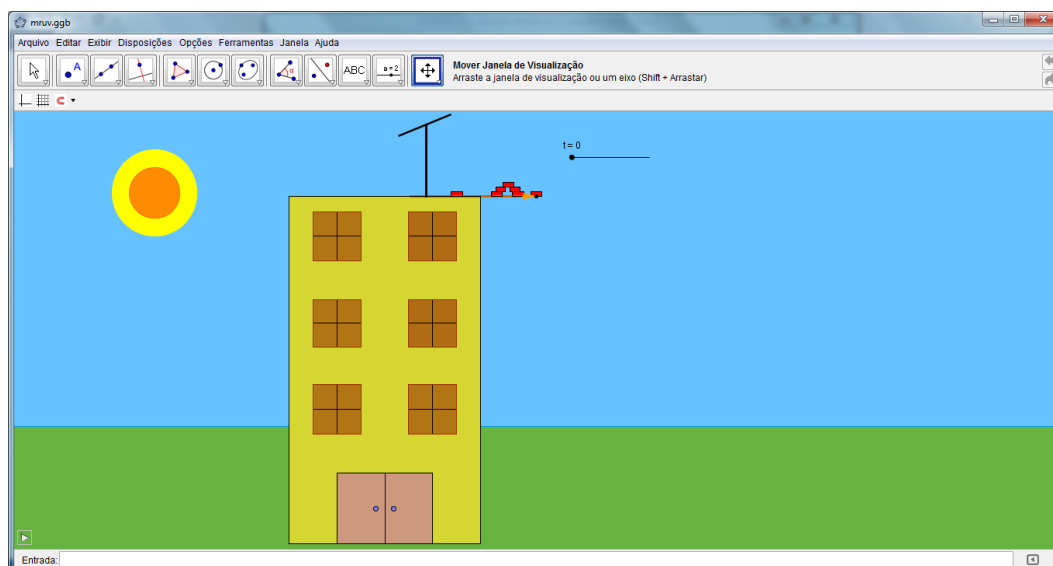 mruv.ggb
Arquivo Editar Exibir Disposições Opções Ferramentas Janela Ajuda
A
α
ABC
a=2
Mover Janela de Visualização
Arraste a janela de visualização ou um eixo (Shift + Arrastar)
t = 0
Entrada: